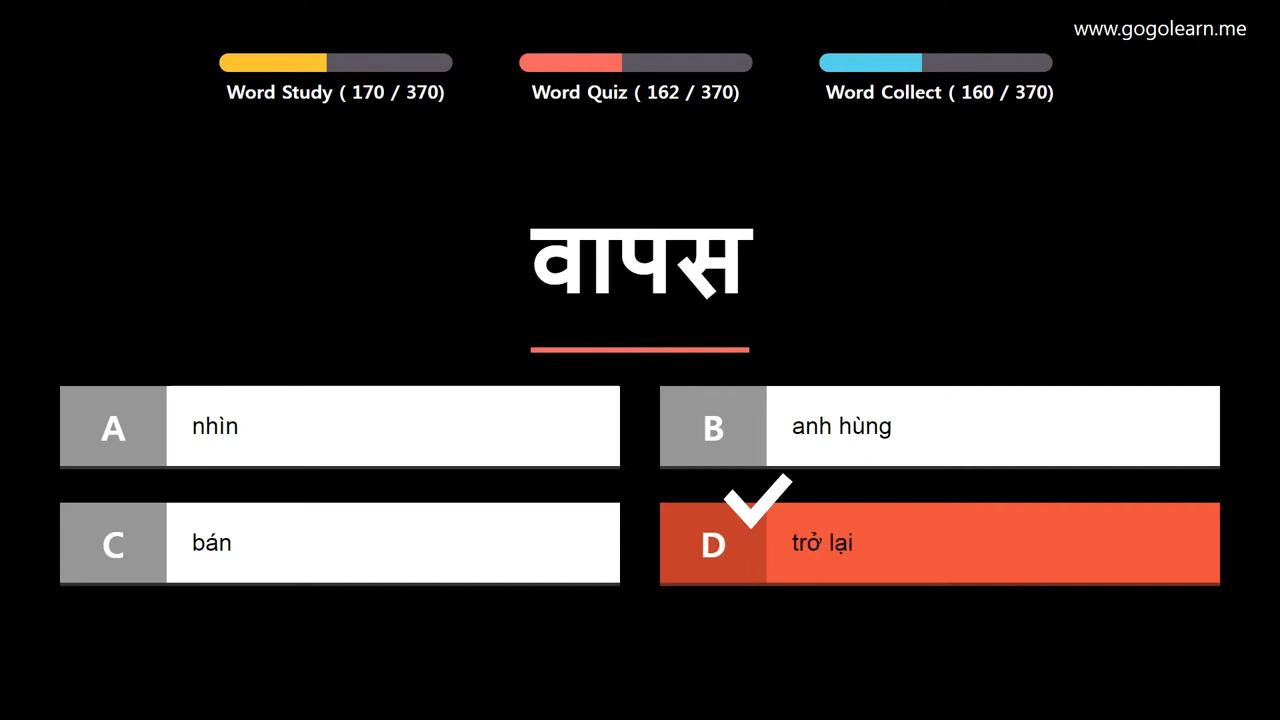 www.gogolearn.me
Word Study ( 170 / 370)
Word Quiz ( 162 / 370)
Word Collect ( 160 / 370)
वापस
A nhìn
B anh hùng
C bán
D trở lại